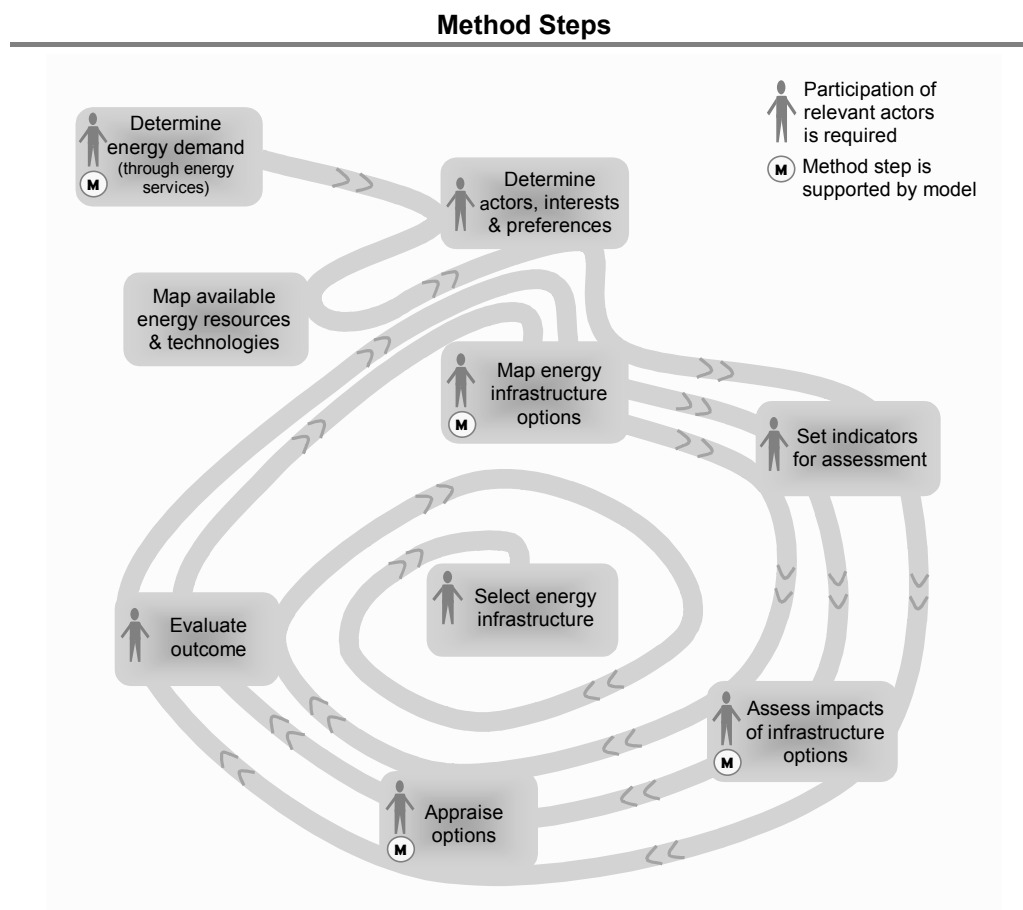 Method Steps
Participation of
relevant actors
is required
M
Method step is
supported by model
Determine
energy demand
(through energy
services)
M
Determine
actors, interests
& preferences
Map available
energy resources
& technologies
Map energy
infrastructure
options
M
Set indicators
for assessment
Select energy
infrastructure
Evaluate
outcome
Assess impacts
of infrastructure
options
M
Appraise
options
M